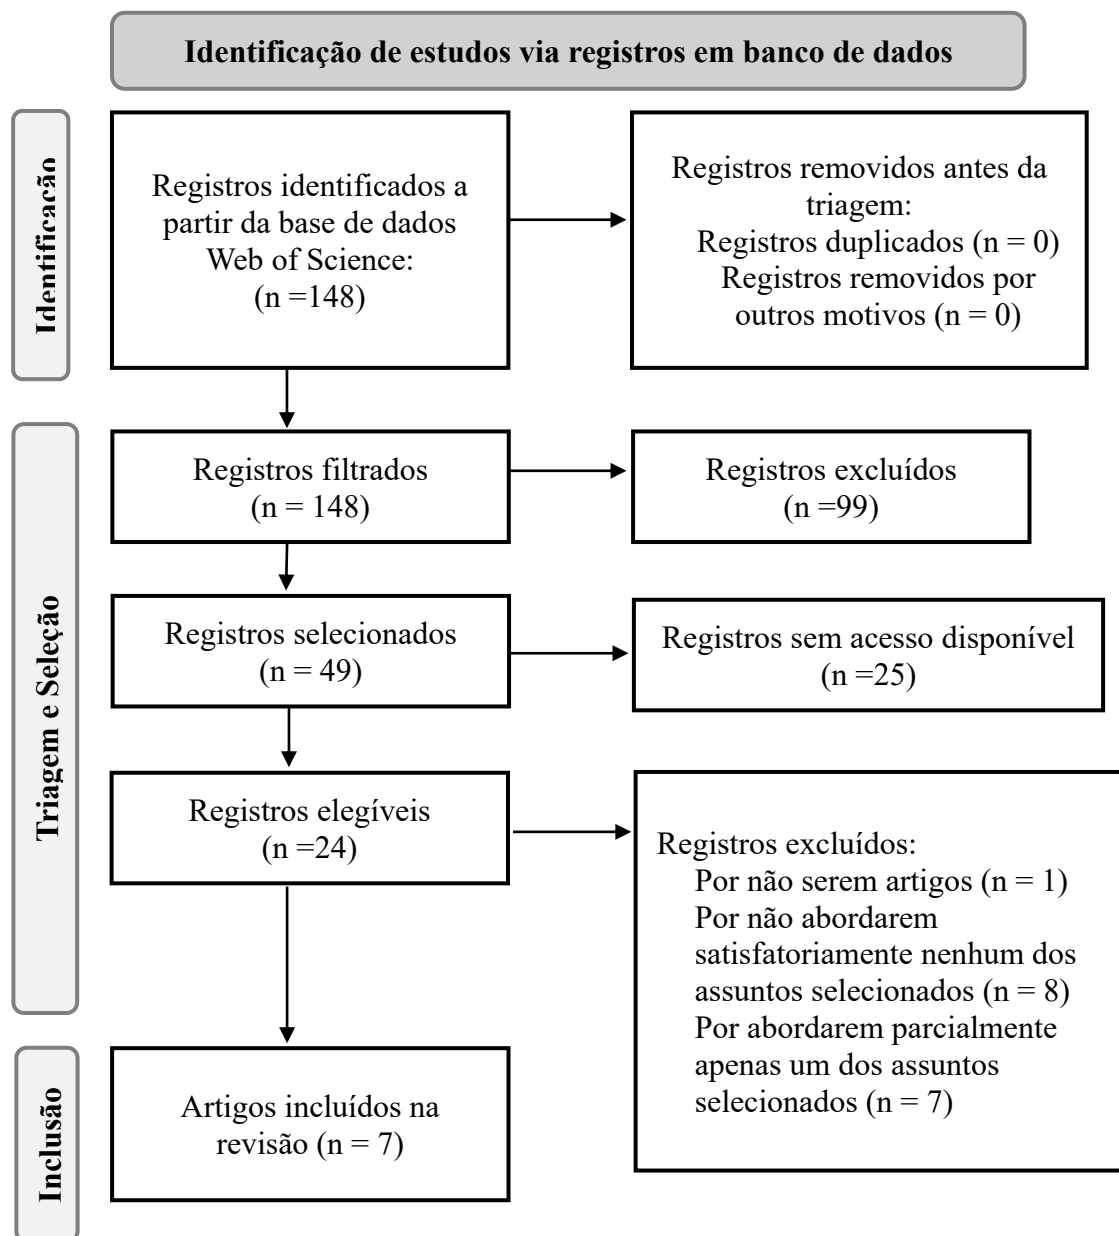 Identificação de estudos via registros em banco de dados
Identificação
Registros identificados a
partir da base de dados
Web of Science:
(n =148)
Registros removidos antes da
triagem:
Registros duplicados (n = 0)
Registros removidos por
outros motivos (n = 0)
Triagem e Seleção
Registros filtrados
(n = 148)
Registros excluídos
(n =99)
Registros selecionados
(n = 49)
Registros sem acesso disponível
(n =25)
Registros elegíveis
(n =24)
Registros excluídos:
Por não serem artigos (n = 1)
Por não abordarem
satisfatoriamente nenhum dos
assuntos selecionados (n = 8)
Por abordarem parcialmente
apenas um dos assuntos
selecionados (n = 7)
Inclusão
Artigos incluídos na
revisão (n = 7)